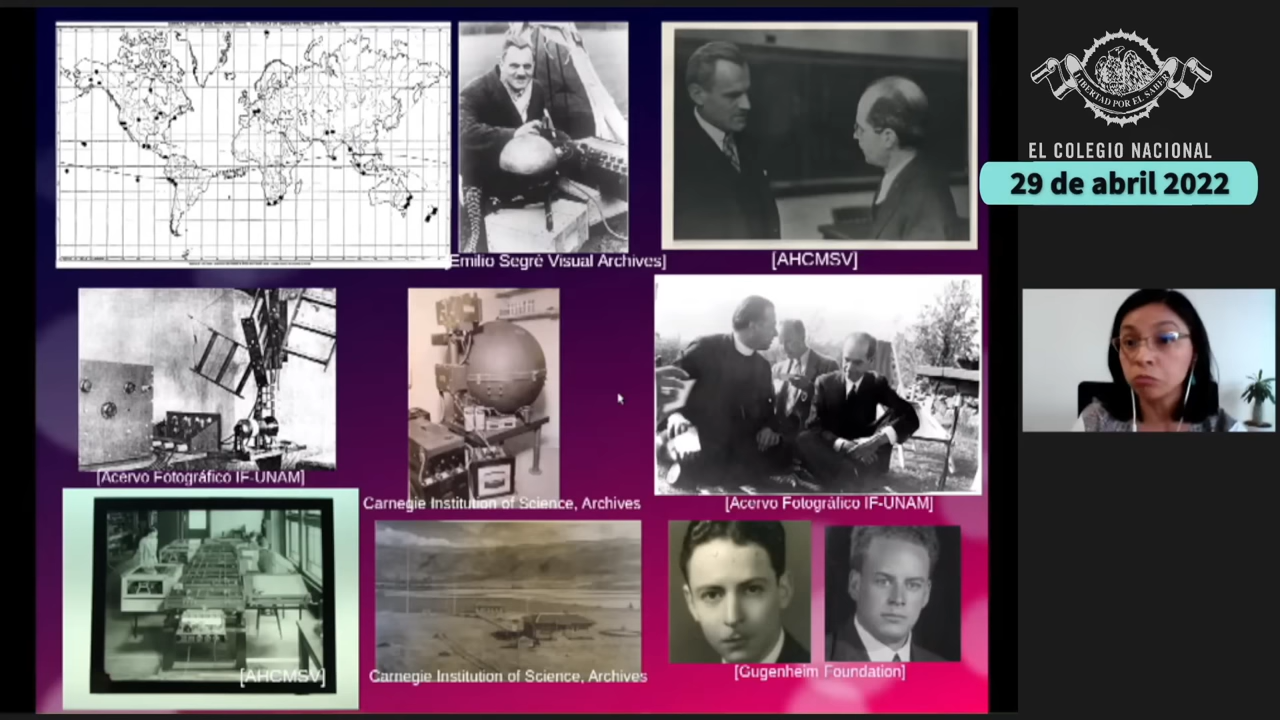 LIBERTAD POR EL SABER
EL COLEGIO NACIONAL
29 de abril 2022
Emilio Segrè Visual Archives]
[AHCMSV]
[Acervo Fotográfico IF-UNAM]
Carnegie Institution of Science, Archives
[Acervo Fotográfico IF-UNAM]
[AHCMSV]
Carnegie Institution of Science, Archives
[Gugenheim Foundation]